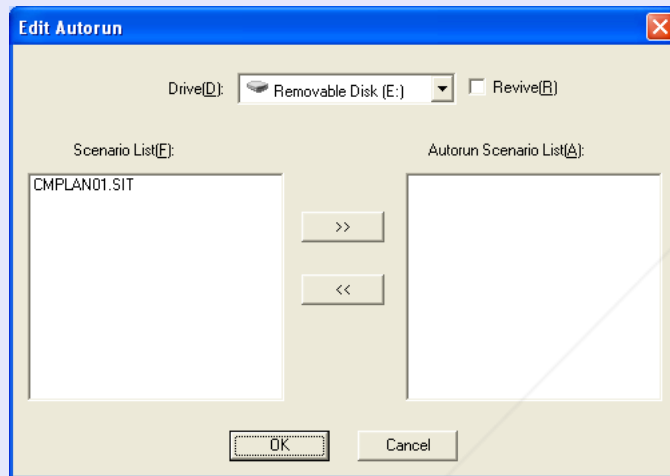 Edit Autorun
Drive(D): Removable Disk (E:) Revive(R)
Scenario List(F): Autorun Scenario List(A):
CMPLAN01.SIT
>>
<<
OK Cancel